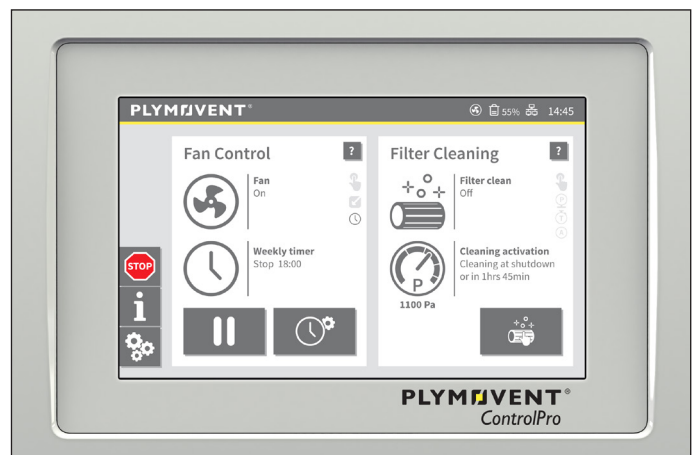 PLYMOVENT®
55% 14:45
Fan Control
?
Fan
On
Weekly timer
Stop 18:00
Filter Cleaning
?
Filter clean
Off
P
T
A
Cleaning activation
Cleaning at shutdown
or in 1hrs 45min
P
1100 Pa
STOP
i
PLYMOVENT®
ControlPro